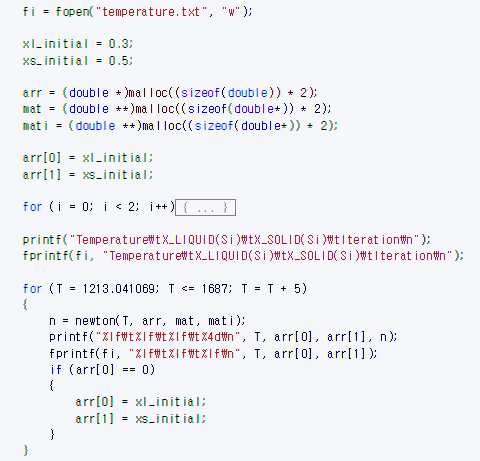 fi = fopen("temperature.txt", "w");
xl_initial = 0.3;
xs_initial = 0.5;
arr = (double *)malloc((sizeof(double)) * 2);
mat = (double **)malloc((sizeof(double*)) * 2);
mati = (double **)malloc((sizeof(double*)) * 2);
arr[0] = xl_initial;
arr[1] = xs_initial;
for (i = 0; i < 2; i++){ ... }
printf("Temperature₩tX_LIQUID(Si)₩tX_SOLID(Si)₩tIteration₩n");
fprintf(fi, "Temperature₩tX_LIQUID(Si)₩tX_SOLID(Si)₩tIteration₩n");
for (T = 1213.041069; T <= 1687; T = T + 5)
{
n = newton(T, arr, mat, mati);
printf("%lf₩t%lf₩t%lf₩t%4d₩n", T, arr[0], arr[1], n);
fprintf(fi, "%lf₩t%lf₩t%lf₩n", T, arr[0], arr[1]);
if (arr[0] == 0)
{
arr[0] = xl_initial;
arr[1] = xs_initial;
}
}